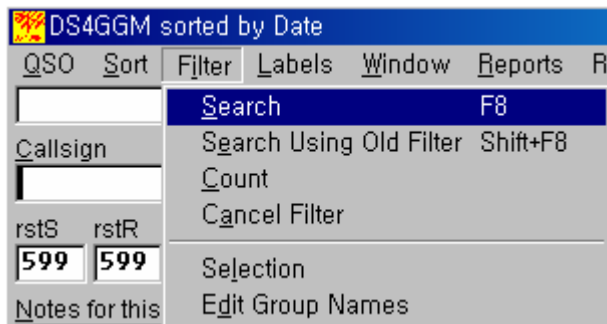 DS4GGM sorted by Date
QSO Sort Filter Labels Window Reports R
Search F8
Callsign
Search Using Old Filter Shift+F8
Count
Cancel Filter
rstS rstR
599 599
Selection
Notes for this
Edit Group Names